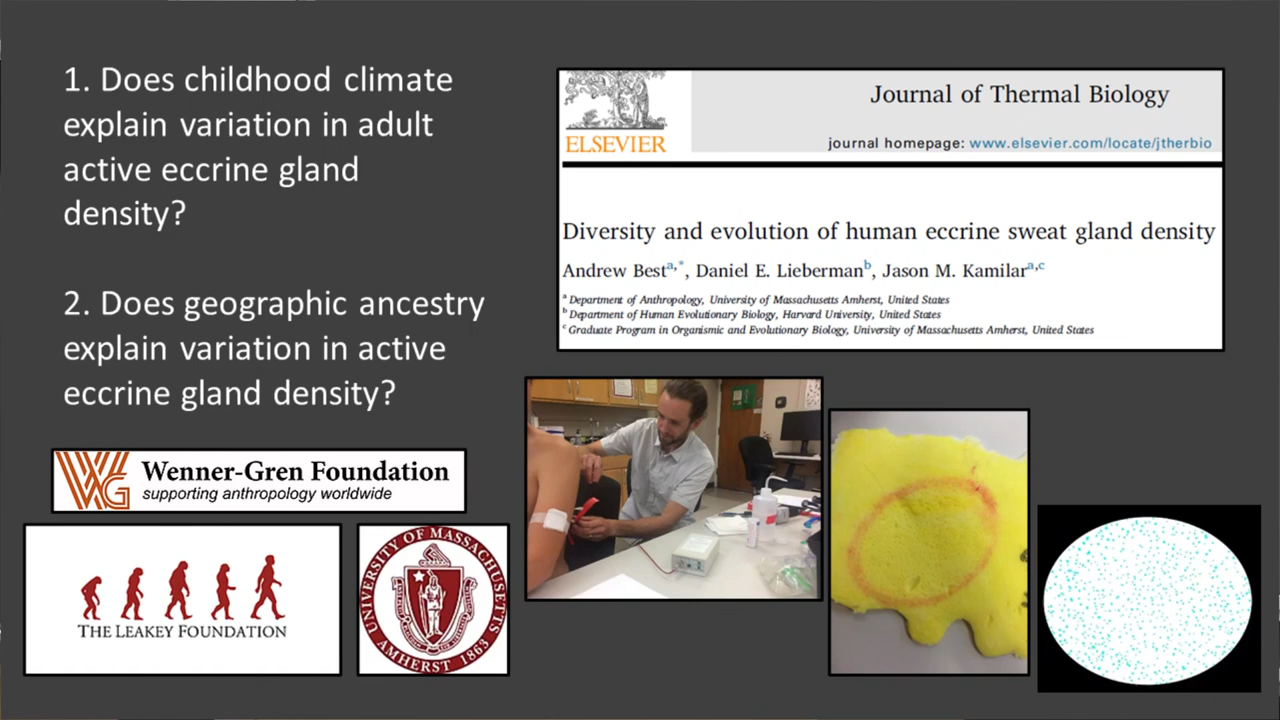 1. Does childhood climate
explain variation in adult
active eccrine gland
density?
2. Does geographic ancestry
explain variation in active
eccrine gland density?
Wenner-Gren Foundation
supporting anthropology worldwide
WG
THE LEAKEY FOUNDATION
UNIVERSITY OF MASSACHUSETTS
AMHERST 1863
ELSEVIER
Journal of Thermal Biology
journal homepage: www.elsevier.com/locate/jtherbio
Diversity and evolution of human eccrine sweat gland density
Andrew Best a,*, Daniel E. Lieberman b, Jason M. Kamilar a,c
a Department of Anthropology, University of Massachusetts Amherst, United States
b Department of Human Evolutionary Biology, Harvard University, United States
c Graduate Program in Organismic and Evolutionary Biology, University of Massachusetts Amherst, United States